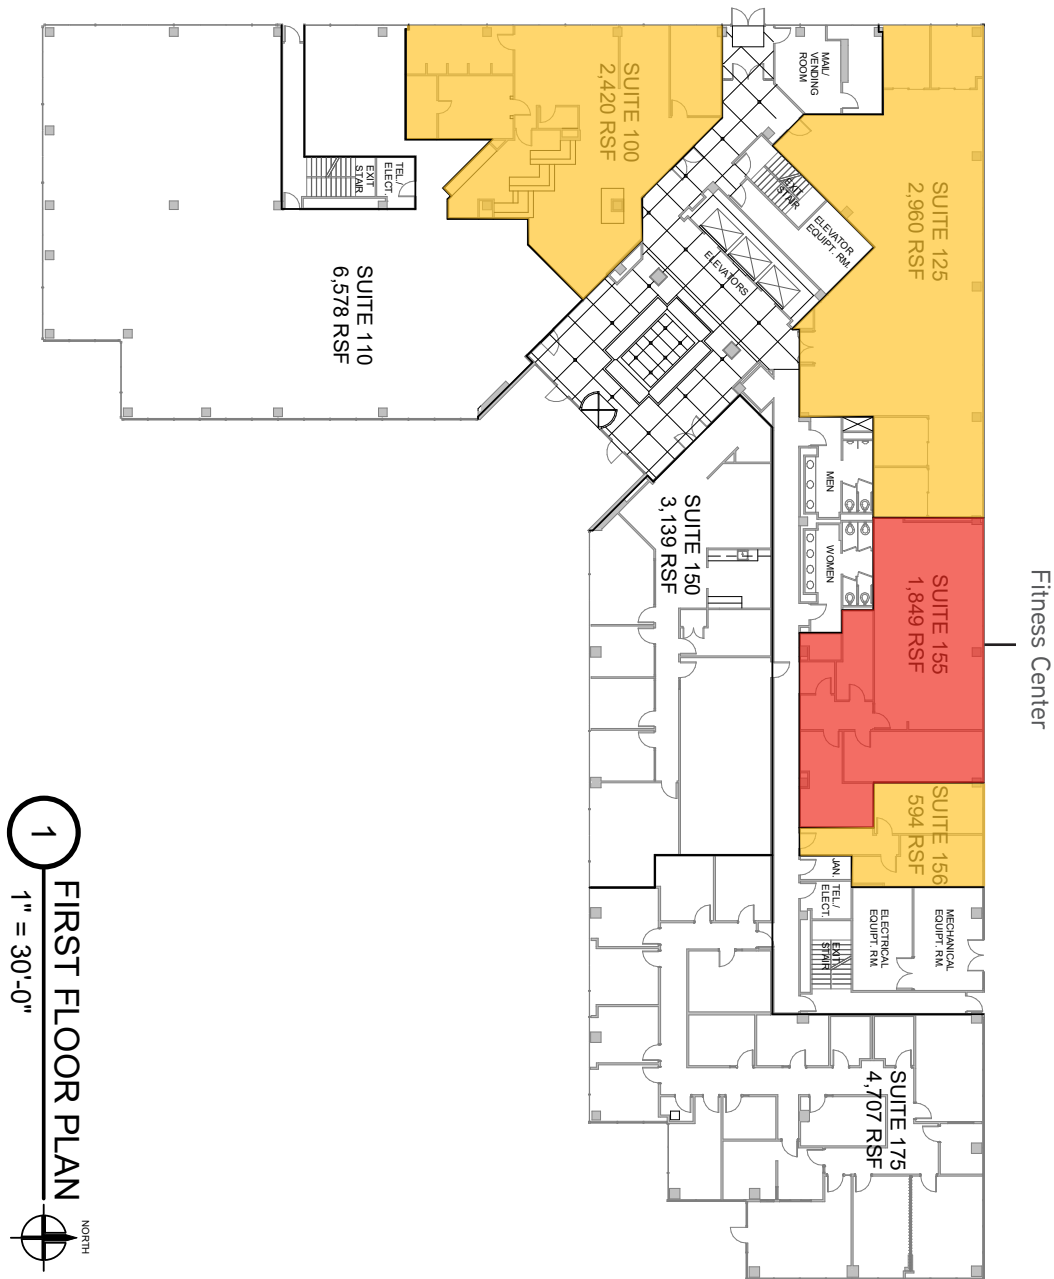 SUITE 100
2,420 RSF
MAIL/
VENDING
ROOM
SUITE 125
2,960 RSF
EXIT
STAIR
TEL./
ELECT.
EXIT
STAIR
ELEVATOR
EQUIPT. RM.
ELEVATORS
SUITE 110
6,578 RSF
MEN
WOMEN
SUITE 150
3,139 RSF
SUITE 155
1,849 RSF
Fitness Center
SUITE 156
594 RSF
JAN.
TEL./
ELECT.
EXIT
STAIR
ELECTRICAL
EQUIPT. RM.
MECHANICAL
EQUIPT. RM.
SUITE 175
4,707 RSF
1
FIRST FLOOR PLAN
1" = 30'-0"
NORTH